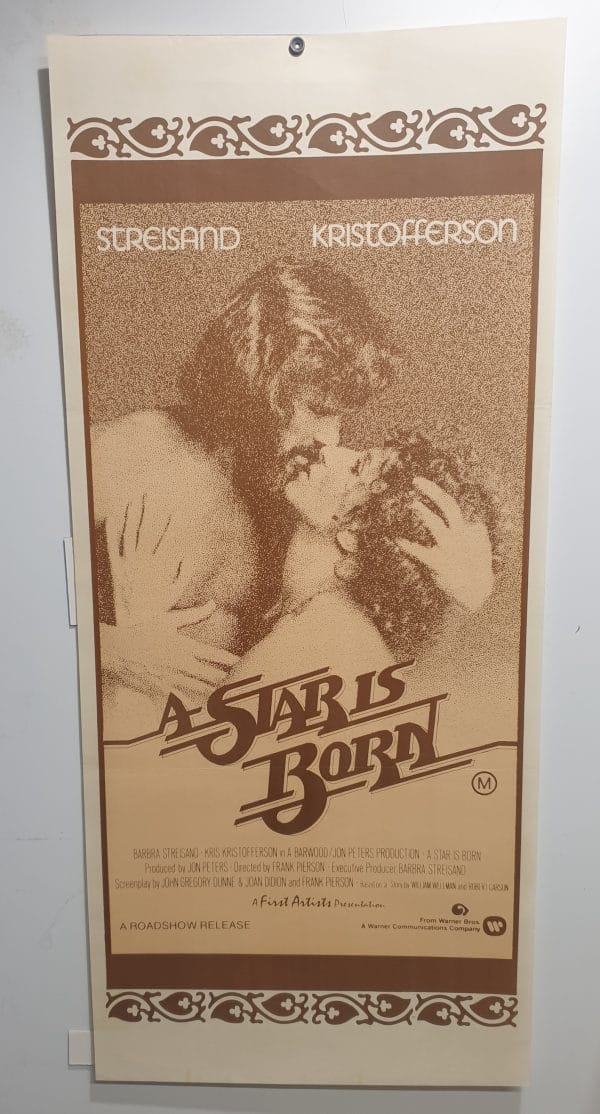 STREISAND KRISTOFFERSON
A STAR IS
BORN
M
BARBRA STREISAND · KRIS KRISTOFFERSON in A BARWOOD/JON PETERS PRODUCTION · A STAR IS BORN
Produced by JON PETERS · Directed by FRANK PIERSON · Executive Producer BARBRA STREISAND
Screenplay by JOHN GREGORY DUNNE & JOAN DIDION and FRANK PIERSON · Based on a Story by WILLIAM WELLMAN and ROBERT CARSON
A First Artists Presentation
A ROADSHOW RELEASE
From Warner Bros.
A Warner Communications Company